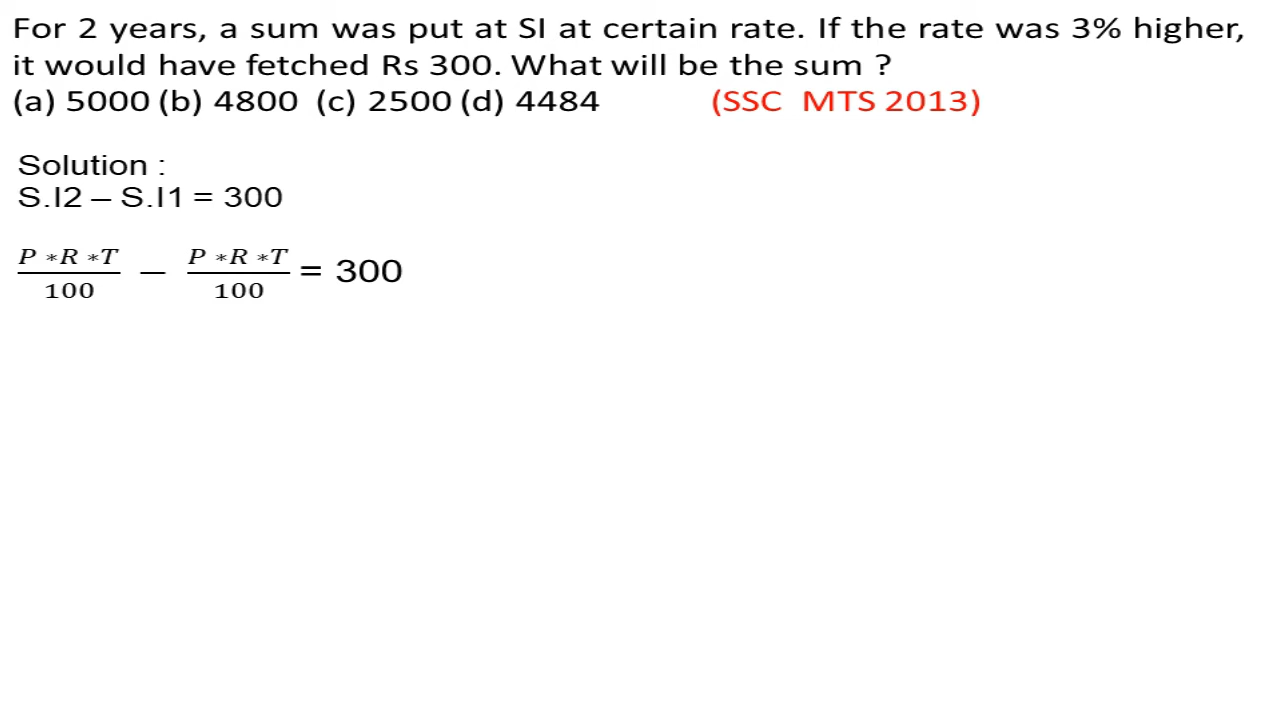 For 2 years, a sum was put at SI at certain rate. If the rate was 3% higher,
it would have fetched Rs 300. What will be the sum ?
(a) 5000 (b) 4800 (c) 2500 (d) 4484 (SSC MTS 2013)
Solution :
S.I2 – S.I1 = 300
P ∗R ∗T / 100 − P ∗R ∗T / 100 = 300